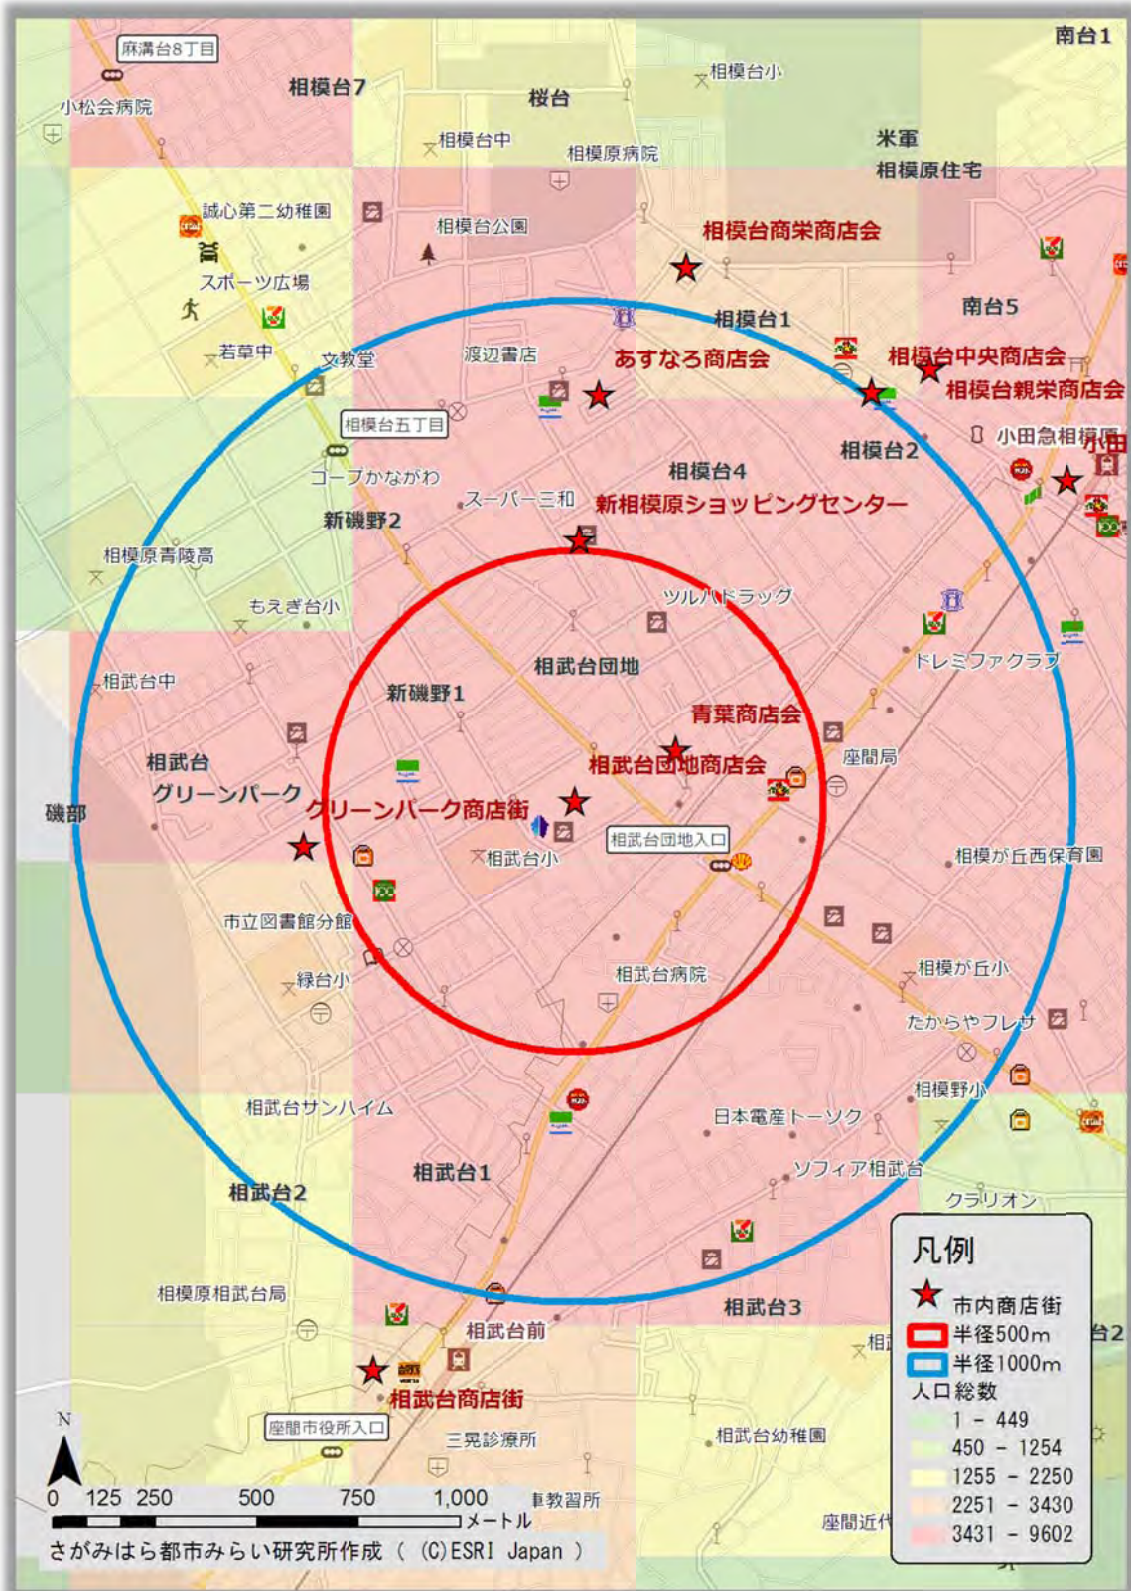 南台1
麻溝台8丁目
相模台7
相模台小
桜台
小松会病院
相模台中
相模原病院
米軍
相模原住宅
誠心第二幼稚園
相模台公園
相模台商栄商店会
スポーツ広場
南台5
相模台1
若草中
文教堂
渡辺書店
あすなろ商店会
相模台中央商店会
相模台親栄商店会
相模台五丁目
小田急相模原
小田
相模台2
コープかながわ
相模台4
スーパー三和
新相模原ショッピングセンター
新磯野2
相模原青陵高
もえぎ台小
ツルハドラッグ
相武台団地
ドレミファクラブ
相武台中
新磯野1
青葉商店会
座間局
相武台
グリーンパーク
相武台団地商店会
磯部
グリーンパーク商店街
相武台団地入口
相武台小
相模が丘西保育園
市立図書館分館
相武台病院
相模が丘小
緑台小
たからやフレサ
相武台サンハイム
相模野小
日本電産トーソク
相武台1
ソフィア相武台
相武台2
クラリオン
相模原相武台局
相武台3
相武台前
台2
相武台商店街
座間市役所入口
相武台幼稚園
三晃診療所
車教習所
座間近代
凡例
市内商店街
半径500m
半径1000m
人口総数
1 - 449
450 - 1254
1255 - 2250
2251 - 3430
3431 - 9602
N
0 125 250 500 750 1,000
メートル
さがみはら都市みらい研究所作成 ( (C)ESRI Japan )